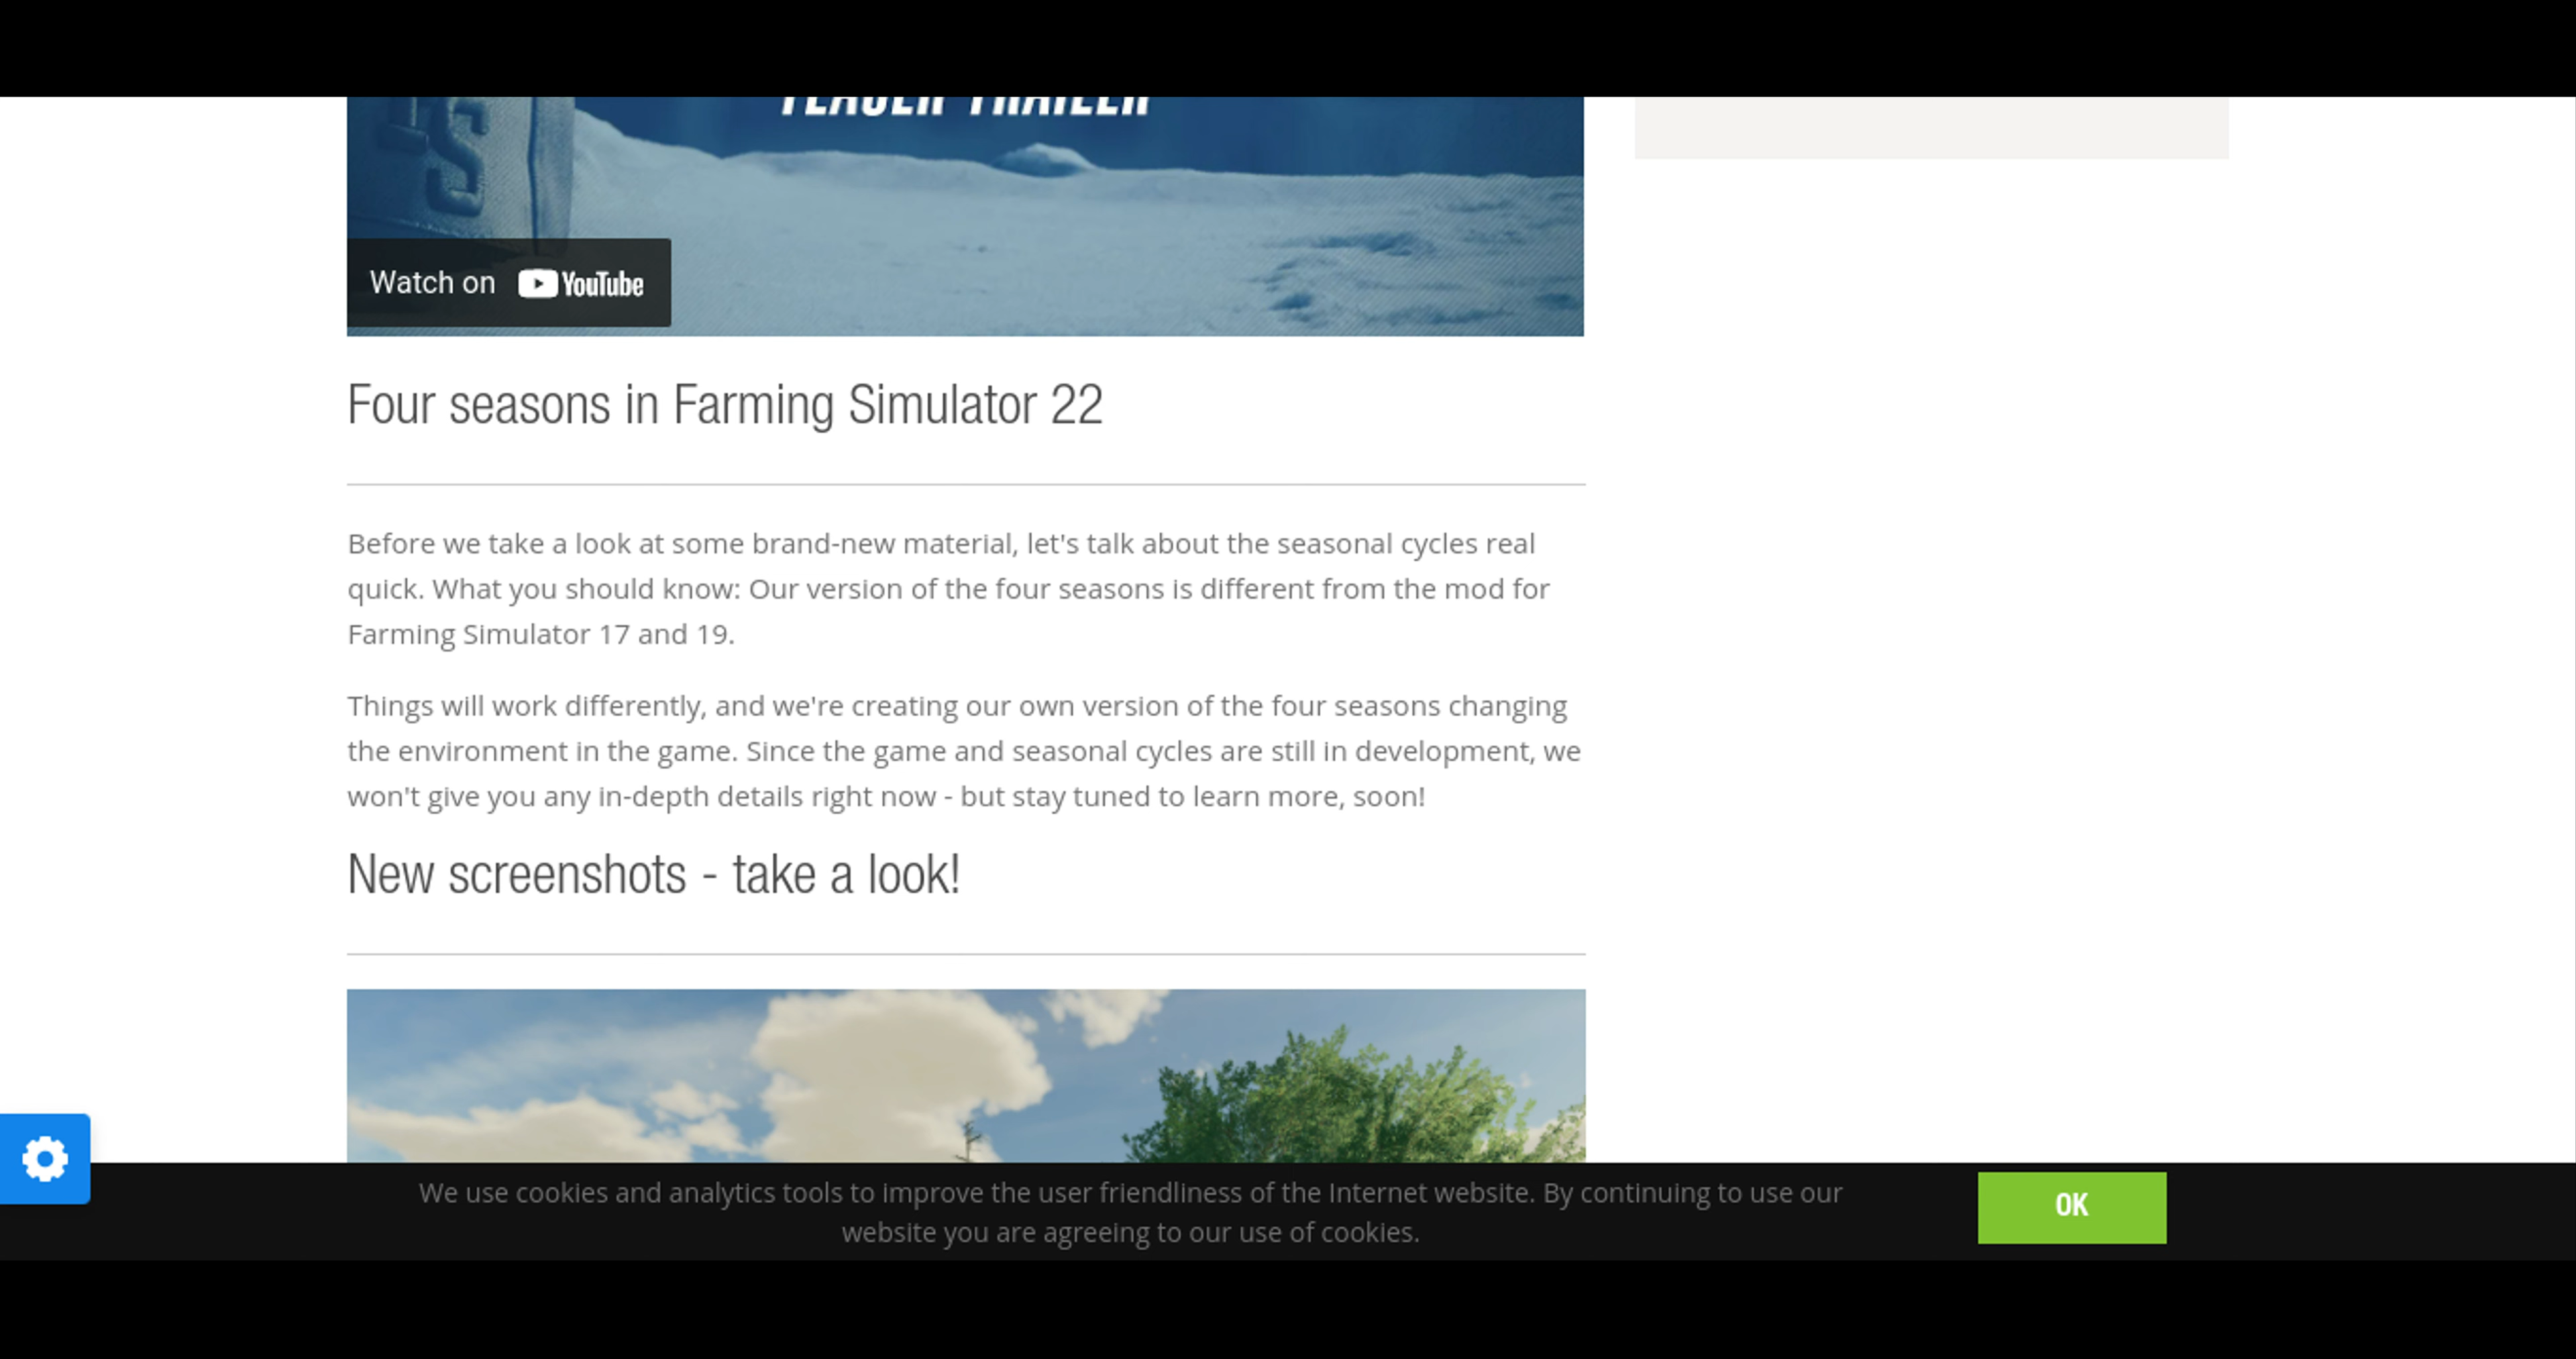 TEASER TRAILER
FS
Watch on YouTube
Four seasons in Farming Simulator 22
Before we take a look at some brand-new material, let's talk about the seasonal cycles real
quick. What you should know: Our version of the four seasons is different from the mod for
Farming Simulator 17 and 19.
Things will work differently, and we're creating our own version of the four seasons changing
the environment in the game. Since the game and seasonal cycles are still in development, we
won't give you any in-depth details right now - but stay tuned to learn more, soon!
New screenshots - take a look!
We use cookies and analytics tools to improve the user friendliness of the Internet website. By continuing to use our
website you are agreeing to our use of cookies.
OK